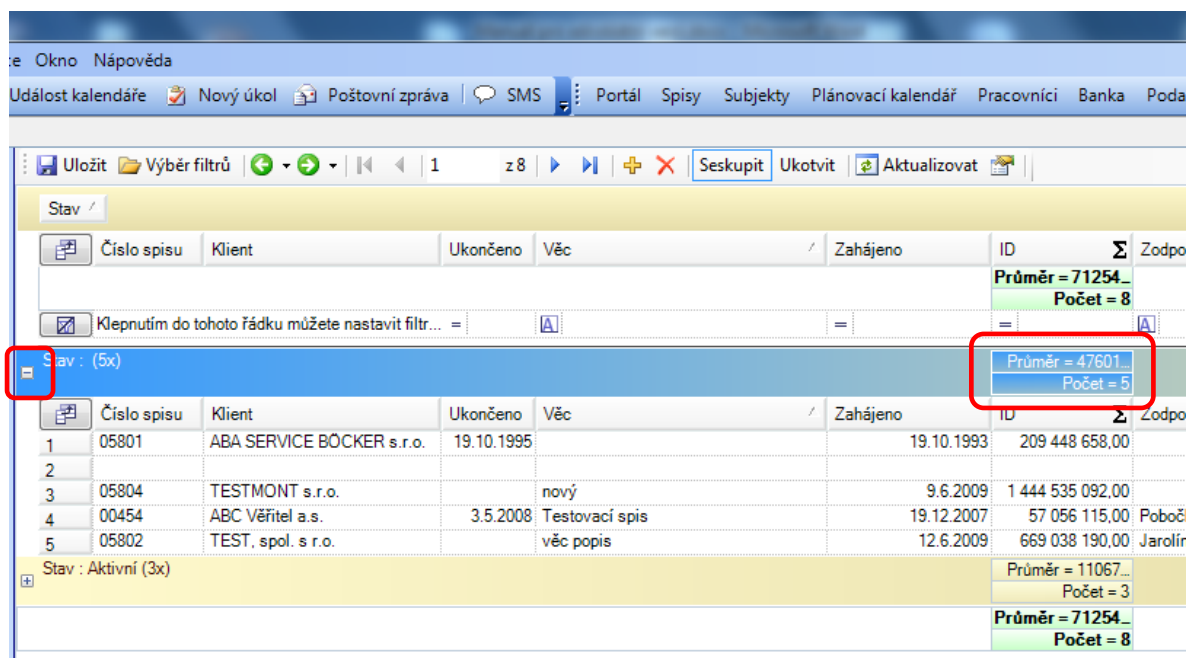 e Okno Nápověda
Událost kalendáře Nový úkol Poštovní zpráva SMS Portál Spisy Subjekty Plánovací kalendář Pracovníci Banka Poda
Uložit Výběr filtrů 1 z 8 Seskupit Ukotvit Aktualizovat
Stav
Číslo spisu Klient Ukončeno Věc Zahájeno ID Σ Zodpo
Průměr = 71254...
Počet = 8
Klepnutím do tohoto řádku můžete nastavit filtr... = A = = A
Stav : (5x) Průměr = 47601...
Počet = 5
Číslo spisu Klient Ukončeno Věc Zahájeno ID Σ Zodpo
1 05801 ABA SERVICE BÖCKER s.r.o. 19.10.1995 19.10.1993 209 448 658,00
2
3 05804 TESTMONT s.r.o. nový 9.6.2009 1 444 535 092,00
4 00454 ABC Věřitel a.s. 3.5.2008 Testovací spis 19.12.2007 57 056 115,00 Poboč
5 05802 TEST, spol. s r.o. věc popis 12.6.2009 669 038 190,00 Jarolín
Stav : Aktivní (3x) Průměr = 11067...
Počet = 3
Průměr = 71254...
Počet = 8